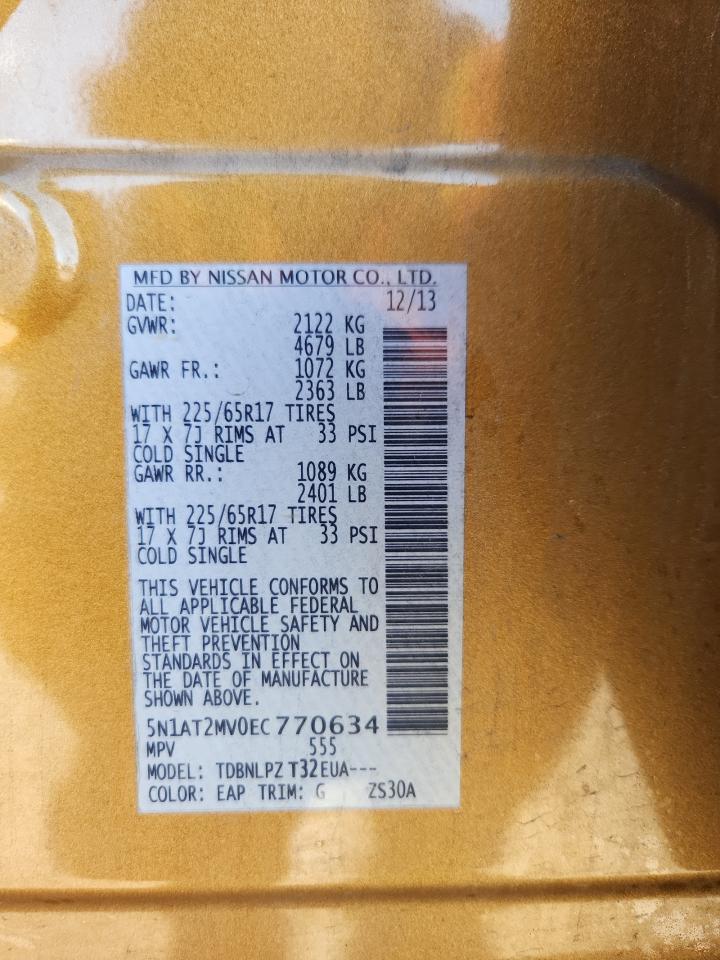 MFD BY NISSAN MOTOR CO., LTD.
DATE: 12/13
GVWR: 2122 KG
4679 LB
GAWR FR.: 1072 KG
2363 LB
WITH 225/65R17 TIRES
17 X 7J RIMS AT 33 PSI
COLD SINGLE
GAWR RR.: 1089 KG
2401 LB
WITH 225/65R17 TIRES
17 X 7J RIMS AT 33 PSI
COLD SINGLE
THIS VEHICLE CONFORMS TO
ALL APPLICABLE FEDERAL
MOTOR VEHICLE SAFETY AND
THEFT PREVENTION
STANDARDS IN EFFECT ON
THE DATE OF MANUFACTURE
SHOWN ABOVE.
5N1AT2MV0EC770634
MPV 555
MODEL: TDBNLPZ T32EUA---
COLOR: EAP TRIM: G ZS30A